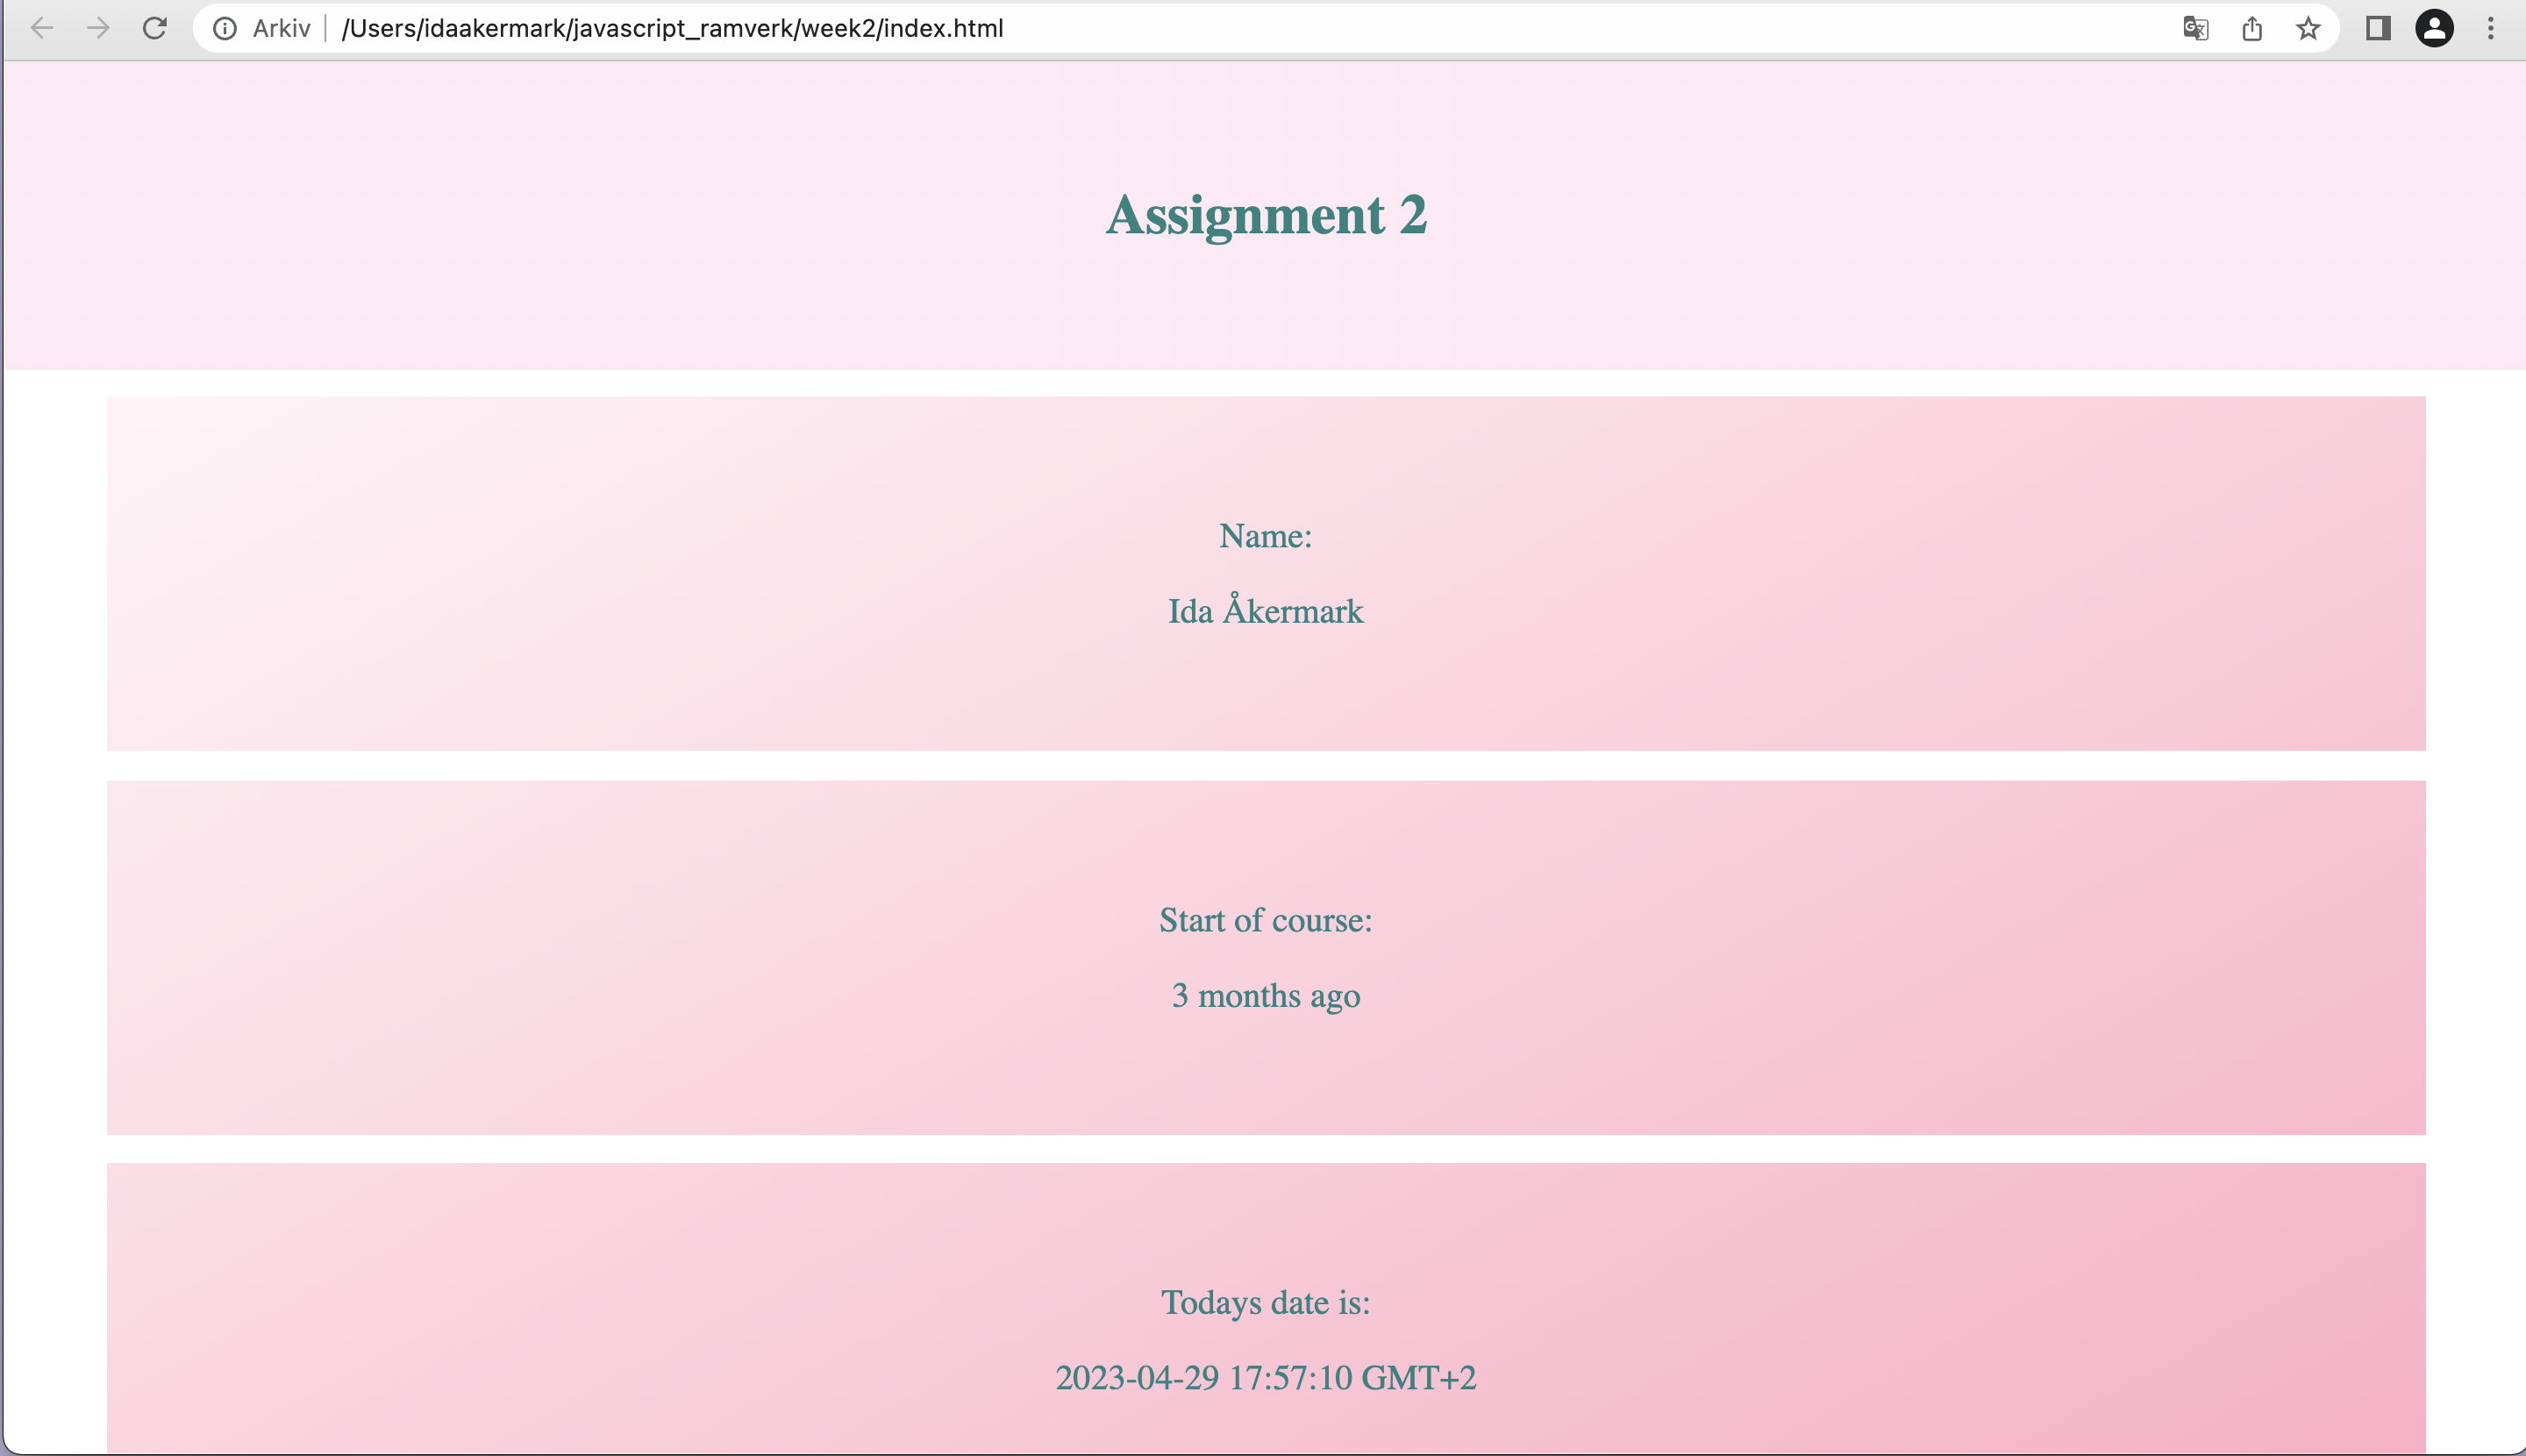 Arkiv /Users/idaakermark/javascript_ramverk/week2/index.html
Assignment 2
Name:
Ida Åkermark
Start of course:
3 months ago
Todays date is:
2023-04-29 17:57:10 GMT+2